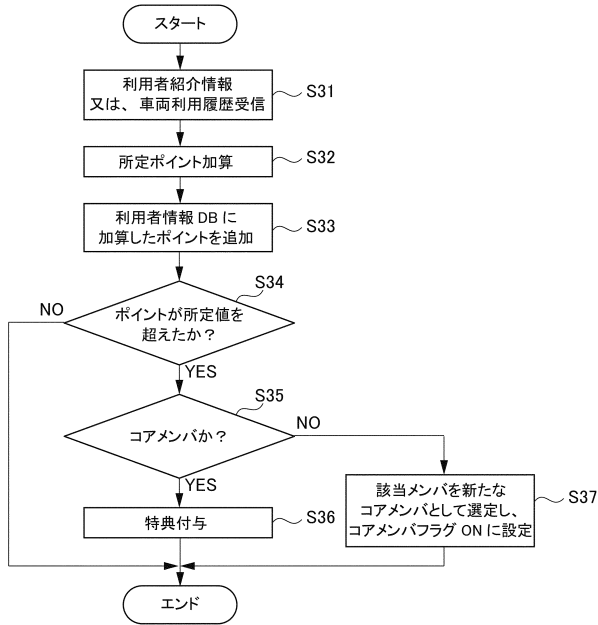 スタート
利用者紹介情報
又は、車両利用履歴受信
S31
所定ポイント加算
S32
利用者情報 DB に
加算したポイントを追加
S33
S34
NO
ポイントが所定値を
超えたか？
YES
S35
コアメンバか？
NO
YES
該当メンバを新たな
コアメンバとして選定し、
コアメンバフラグ ON に設定
S37
特典付与
S36
エンド